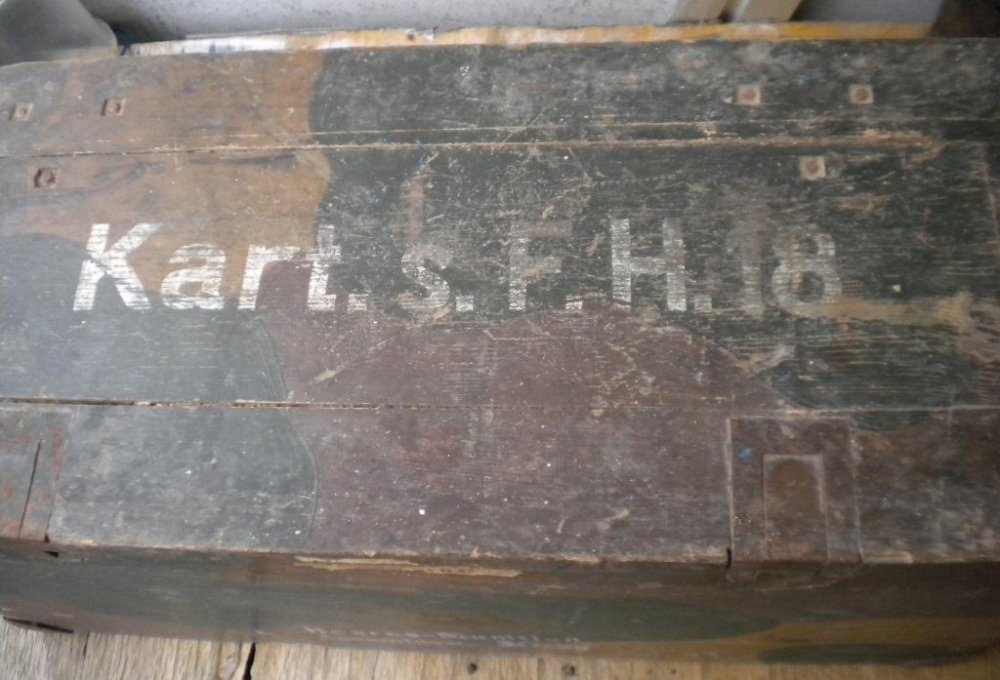 Kart. s. F. H. 18